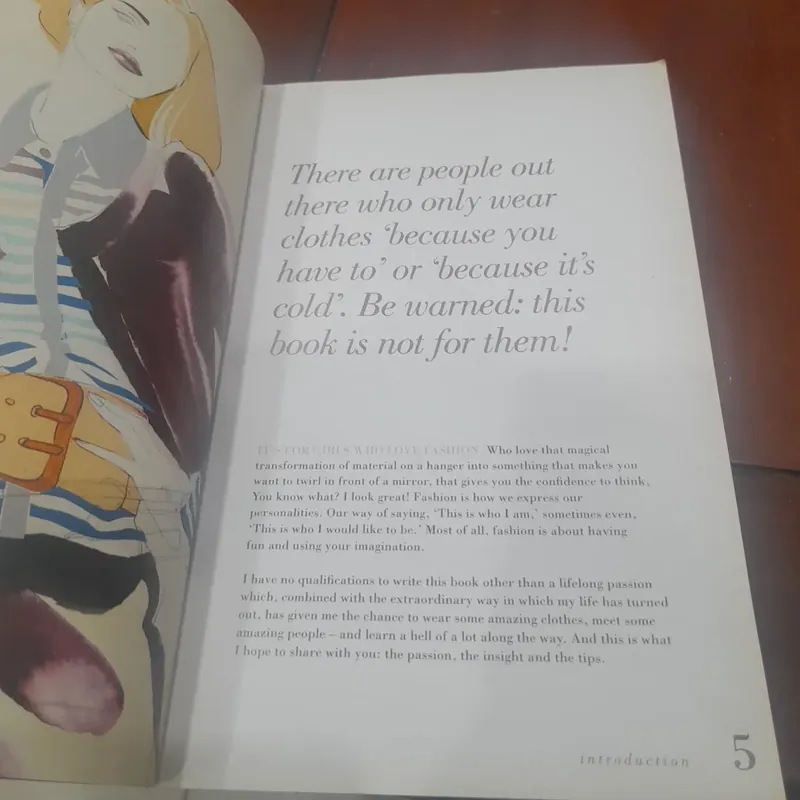 There are people out
there who only wear
clothes ‘because you
have to’ or ‘because it’s
cold’. Be warned: this
book is not for them!
IT’S FOR GIRLS WHO LOVE FASHION. Who love that magical
transformation of material on a hanger into something that makes you
want to twirl in front of a mirror, that gives you the confidence to think,
You know what? I look great! Fashion is how we express our
personalities. Our way of saying, ‘This is who I am,’ sometimes even,
‘This is who I would like to be.’ Most of all, fashion is about having
fun and using your imagination.
I have no qualifications to write this book other than a lifelong passion
which, combined with the extraordinary way in which my life has turned
out, has given me the chance to wear some amazing clothes, meet some
amazing people – and learn a hell of a lot along the way. And this is what
I hope to share with you: the passion, the insight and the tips.
introduction 5